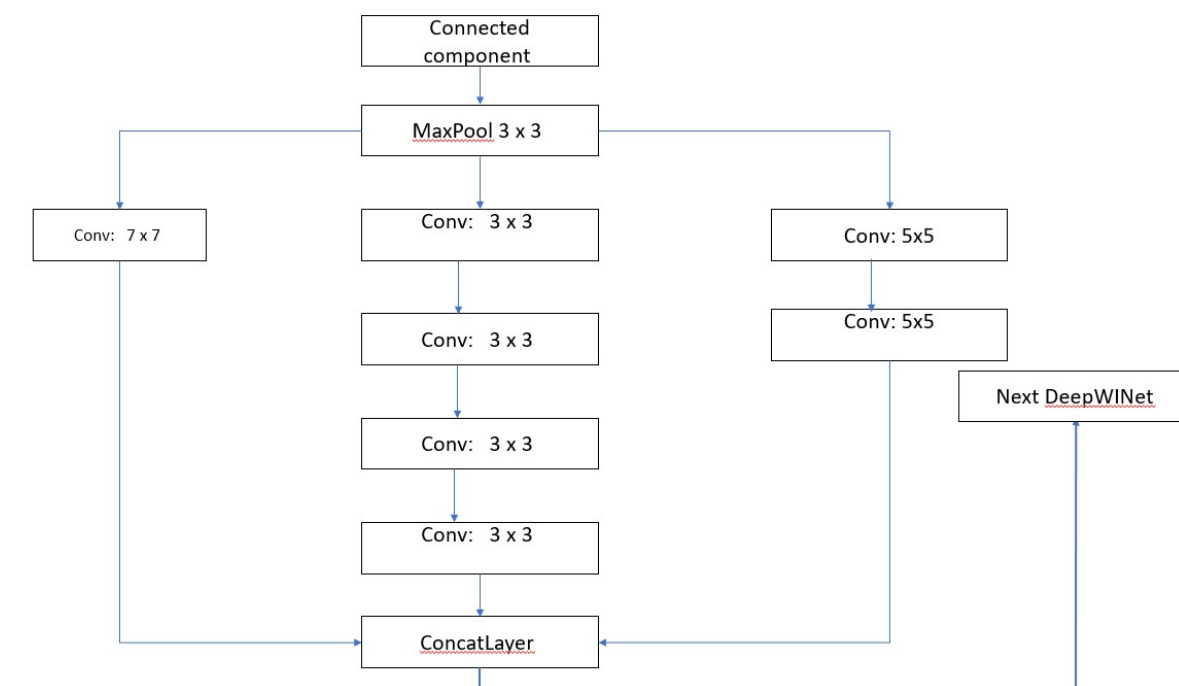 Connected
component
MaxPool 3 x 3
Conv: 7 x 7
Conv: 3 x 3
Conv: 5x5
Conv: 3 x 3
Conv: 5x5
Next DeepWINet
Conv: 3 x 3
Conv: 3 x 3
ConcatLayer